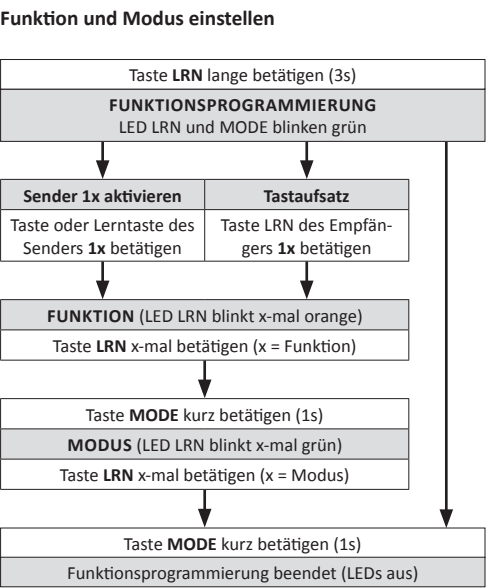 Funktion und Modus einstellen
Taste LRN lange betätigen (3s)
FUNKTIONSPROGRAMMIERUNG
LED LRN und MODE blinken grün
Sender 1x aktivieren
Taste oder Lerntaste des
Senders 1x betätigen
Tastaufsatz
Taste LRN des Empfän-
gers 1x betätigen
FUNKTION (LED LRN blinkt x-mal orange)
Taste LRN x-mal betätigen (x = Funktion)
Taste MODE kurz betätigen (1s)
MODUS (LED LRN blinkt x-mal grün)
Taste LRN x-mal betätigen (x = Modus)
Taste MODE kurz betätigen (1s)
Funktionsprogrammierung beendet (LEDs aus)